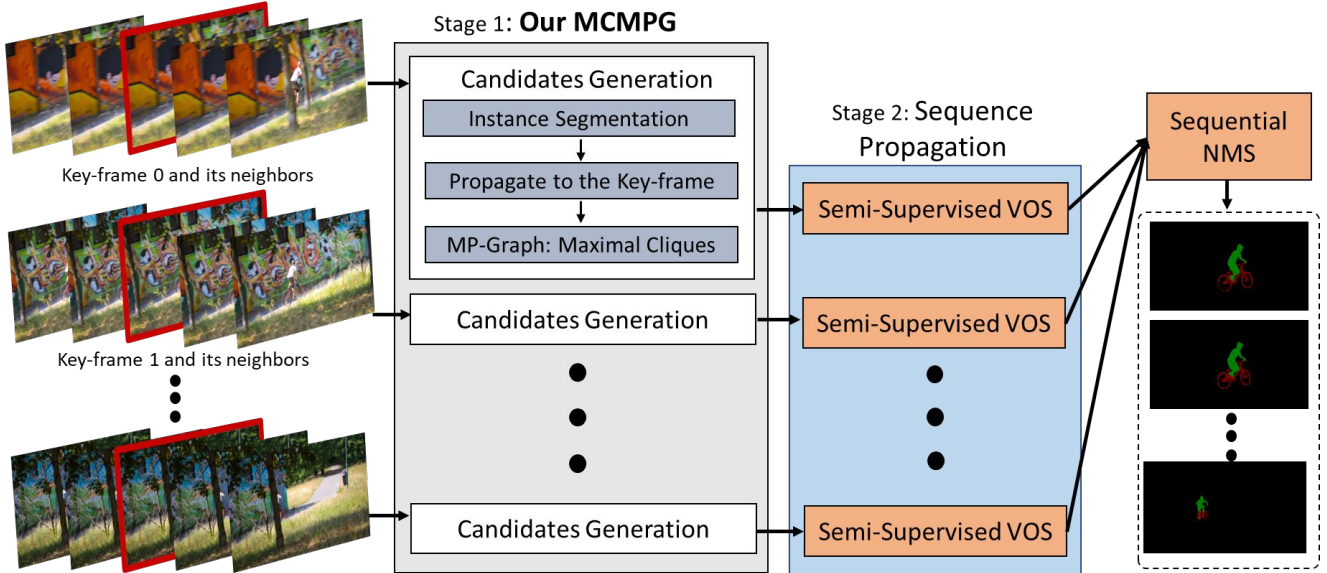 Stage 1: Our MCMPG
Key-frame 0 and its neighbors
Key-frame 1 and its neighbors
Candidates Generation
Instance Segmentation
Propagate to the Key-frame
MP-Graph: Maximal Cliques
Candidates Generation
Candidates Generation
Stage 2: Sequence
Propagation
Semi-Supervised VOS
Semi-Supervised VOS
Semi-Supervised VOS
Sequential
NMS